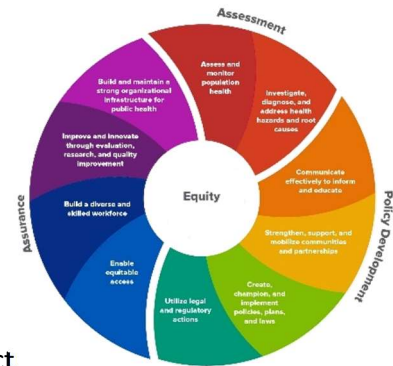 Assessment
Assess and
monitor
population
health
Investigate,
diagnose, and
address health
hazards and root
causes
Communicate
effectively to inform
and educate
Policy Development
Strengthen, support, and
mobilize communities
and partnerships
Create,
champion, and
implement
policies, plans,
and laws
Utilize legal
and regulatory
actions
Assurance
Enable
equitable
access
Build a diverse and
skilled workforce
Improve and innovate
through evaluation,
research, and quality
improvement
Build and maintain a
strong organizational
infrastructure for
public health
Equity
rt